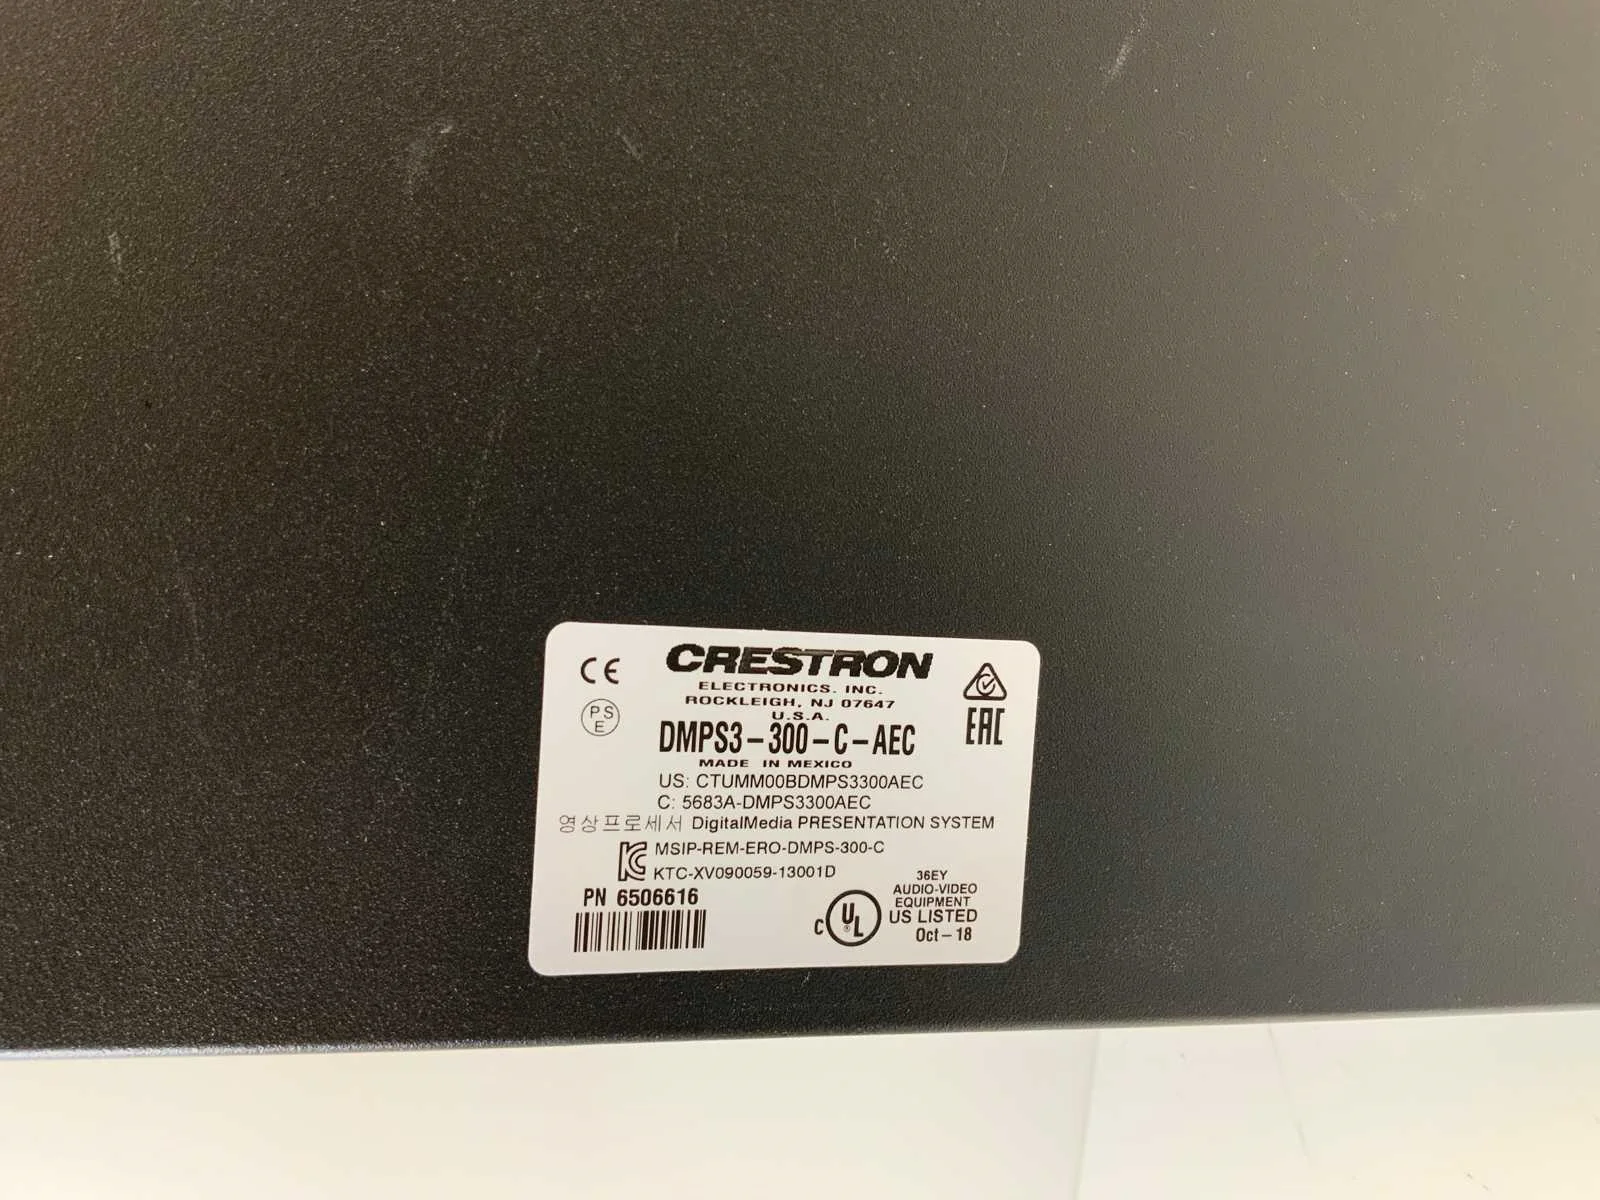 CE
CRESTRON
ELECTRONICS. INC.
ROCKLEIGH, NJ 07647
U.S.A.
PS
E
EAC
DMPS3-300-C-AEC
MADE IN MEXICO
US: CTUMM00BDMPS3300AEC
C: 5683A-DMPS3300AEC
영상프로세서 DigitalMedia PRESENTATION SYSTEM
MSIP-REM-ERO-DMPS-300-C
KTC-XV090059-13001D
PN 6506616
C UL ®
36EY
AUDIO-VIDEO
EQUIPMENT
US LISTED
Oct-18